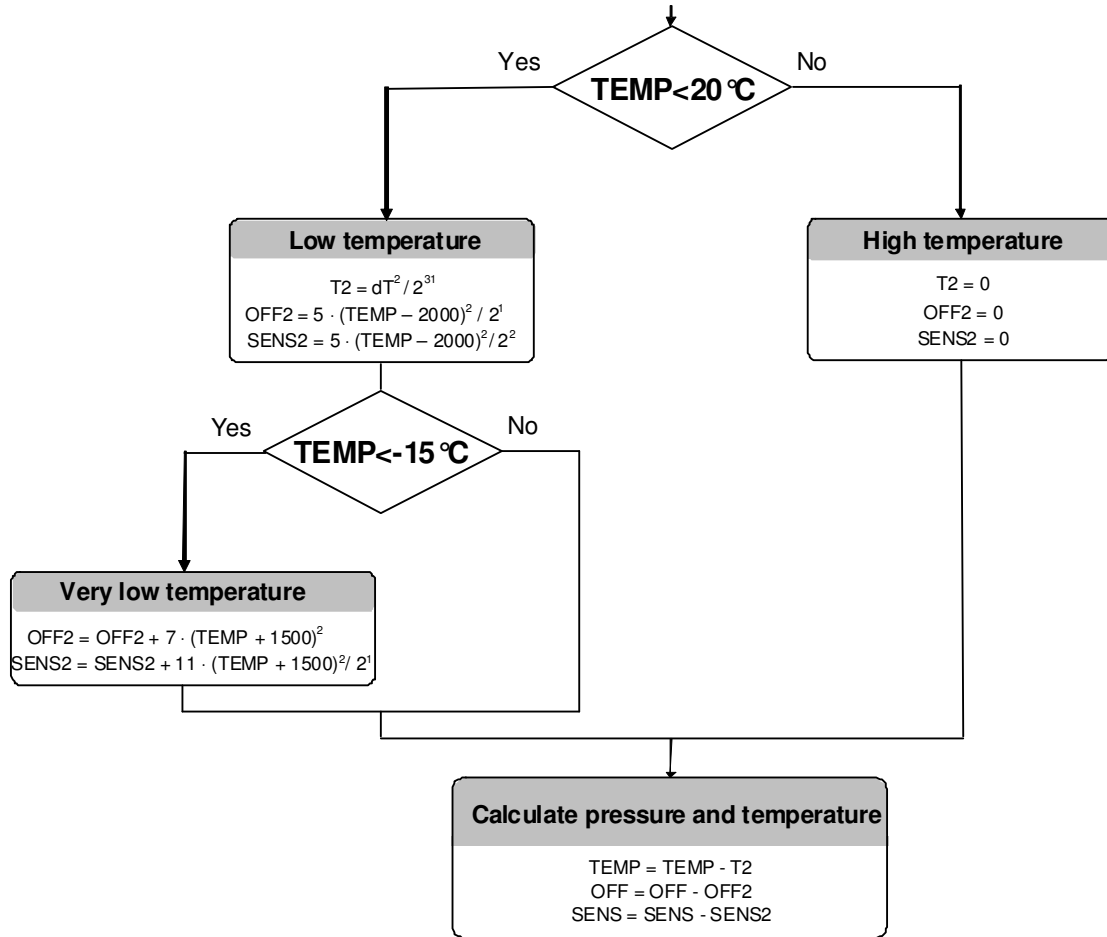 Yes
No
TEMP<20°C
Low temperature
T2 = dT² / 2³¹
OFF2 = 5 ⋅ (TEMP – 2000)² / 2¹
SENS2 = 5 ⋅ (TEMP – 2000)² / 2²
High temperature
T2 = 0
OFF2 = 0
SENS2 = 0
Yes
No
TEMP<-15°C
Very low temperature
OFF2 = OFF2 + 7 ⋅ (TEMP + 1500)²
SENS2 = SENS2 + 11 ⋅ (TEMP + 1500)² / 2¹
Calculate pressure and temperature
TEMP = TEMP - T2
OFF = OFF - OFF2
SENS = SENS - SENS2